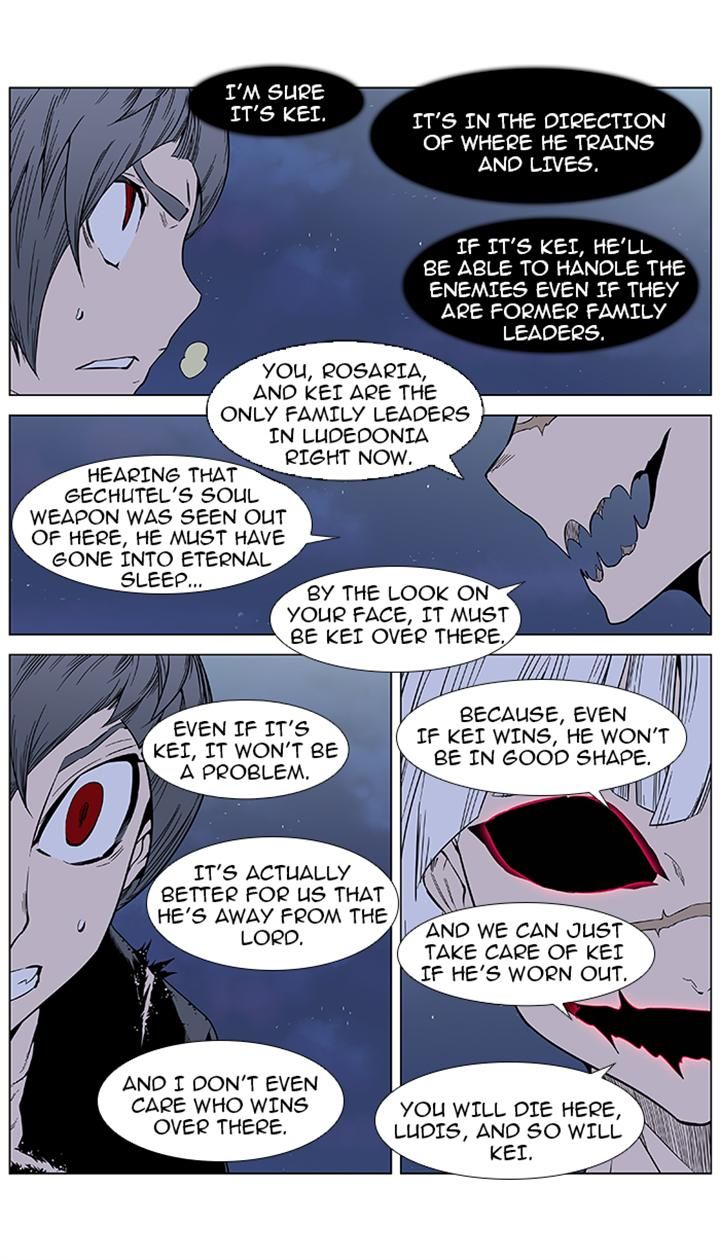 I'M SURE
IT'S KEI.
IT'S IN THE DIRECTION
OF WHERE HE TRAINS
AND LIVES.
IF IT'S KEI, HE'LL
BE ABLE TO HANDLE THE
ENEMIES EVEN IF THEY
ARE FORMER FAMILY
LEADERS.
YOU, ROSARIA,
AND KEI ARE THE
ONLY FAMILY LEADERS
IN LUDEDONIA
RIGHT NOW.
HEARING THAT
GECHUTEL'S SOUL
WEAPON WAS SEEN OUT
OF HERE, HE MUST HAVE
GONE INTO ETERNAL
SLEEP...
BY THE LOOK ON
YOUR FACE, IT MUST
BE KEI OVER THERE.
EVEN IF IT'S
KEI, IT WON'T BE
A PROBLEM.
IT'S ACTUALLY
BETTER FOR US THAT
HE'S AWAY FROM THE
LORD.
AND I DON'T EVEN
CARE WHO WINS
OVER THERE.
BECAUSE, EVEN
IF KEI WINS, HE WON'T
BE IN GOOD SHAPE.
AND WE CAN JUST
TAKE CARE OF KEI
IF HE'S WORN OUT.
YOU WILL DIE HERE,
LUDIS, AND SO WILL
KEI.